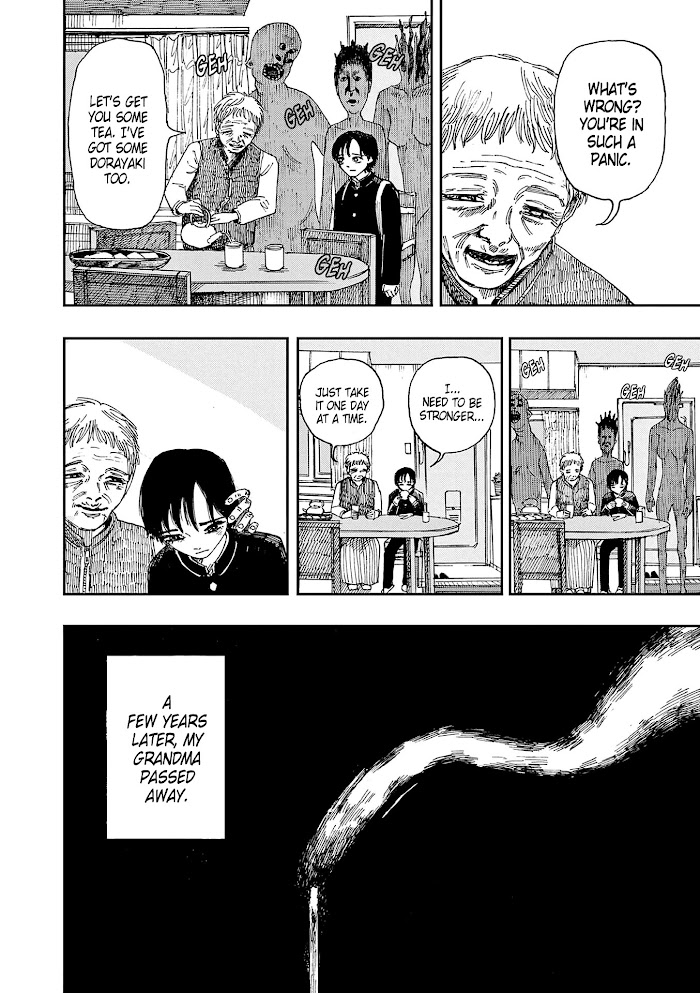 WHAT'S
WRONG?
YOU'RE IN
SUCH A
PANIC.
LET'S GET
YOU SOME
TEA. I'VE
GOT SOME
DORAYAKI
TOO.
GEH
GEH
GEH
GEH
GEH
GEH
GEH
I...
NEED TO BE
STRONGER...
JUST TAKE
IT ONE DAY
AT A TIME.
A
FEW YEARS
LATER, MY
GRANDMA
PASSED
AWAY.